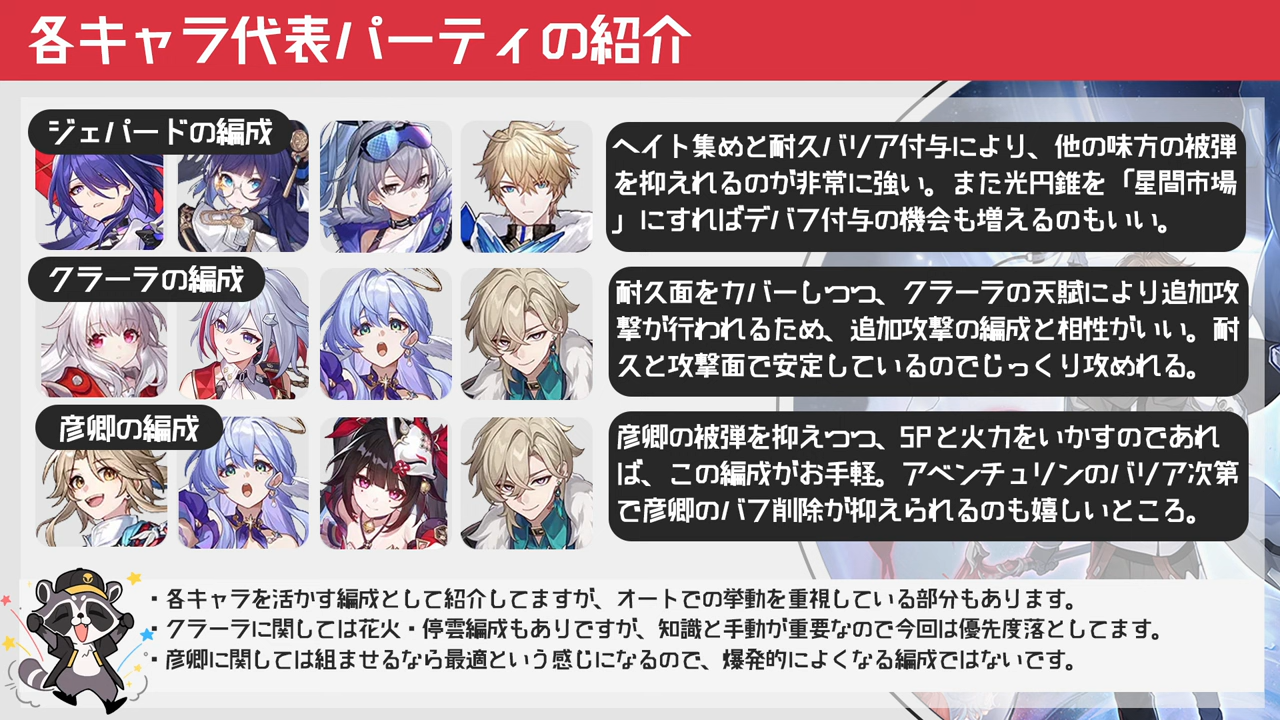 各キャラ代表パーティの紹介
ジェパードの編成
ヘイト集めと耐久バリア付与により、他の味方の被弾
を抑えれるのが非常に強い。また光円錐を「星間市場
」にすればデバフ付与の機会も増えるのもいい。
クラーラの編成
耐久面をカバーしつつ、クラーラの天賦により追加攻
撃が行われるため、追加攻撃の編成と相性がいい。耐
久と攻撃面で安定しているのでじっくり攻めれる。
彦卿の編成
彦卿の被弾を抑えつつ、SPと火力をいかすのであれ
ば、この編成がお手軽。アベンチュリンのバリア次第
で彦卿のバフ削除が抑えられるのも嬉しいところ。
・各キャラを活かす編成として紹介してますが、オートでの挙動を重視している部分もあります。
・クラーラに関しては花火・停雲編成もありですが、知識と手動が重要なので今回は優先度落としてます。
・彦卿に関しては組ませるなら最適という感じになるので、爆発的によくなる編成ではないです。